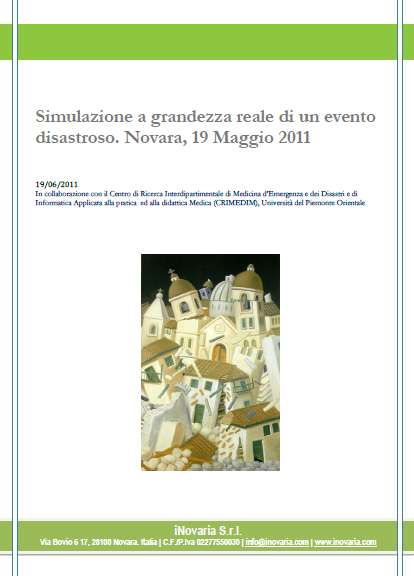 Simulazione a grandezza reale di un evento
disastroso. Novara, 19 Maggio 2011
19/06/2011
In collaborazione con il Centro di Ricerca Interdipartimentale di Medicina d'Emergenza e dei Disastri e di
Informatica Applicata alla pratica ed alla didattica Medica (CRIMEDIM), Università del Piemonte Orientale
iNovaria S.r.l.
Via Bovio 6 17, 28100 Novara. Italia | C.F./P.Iva 02277550030 | info@inovaria.com | www.inovaria.com